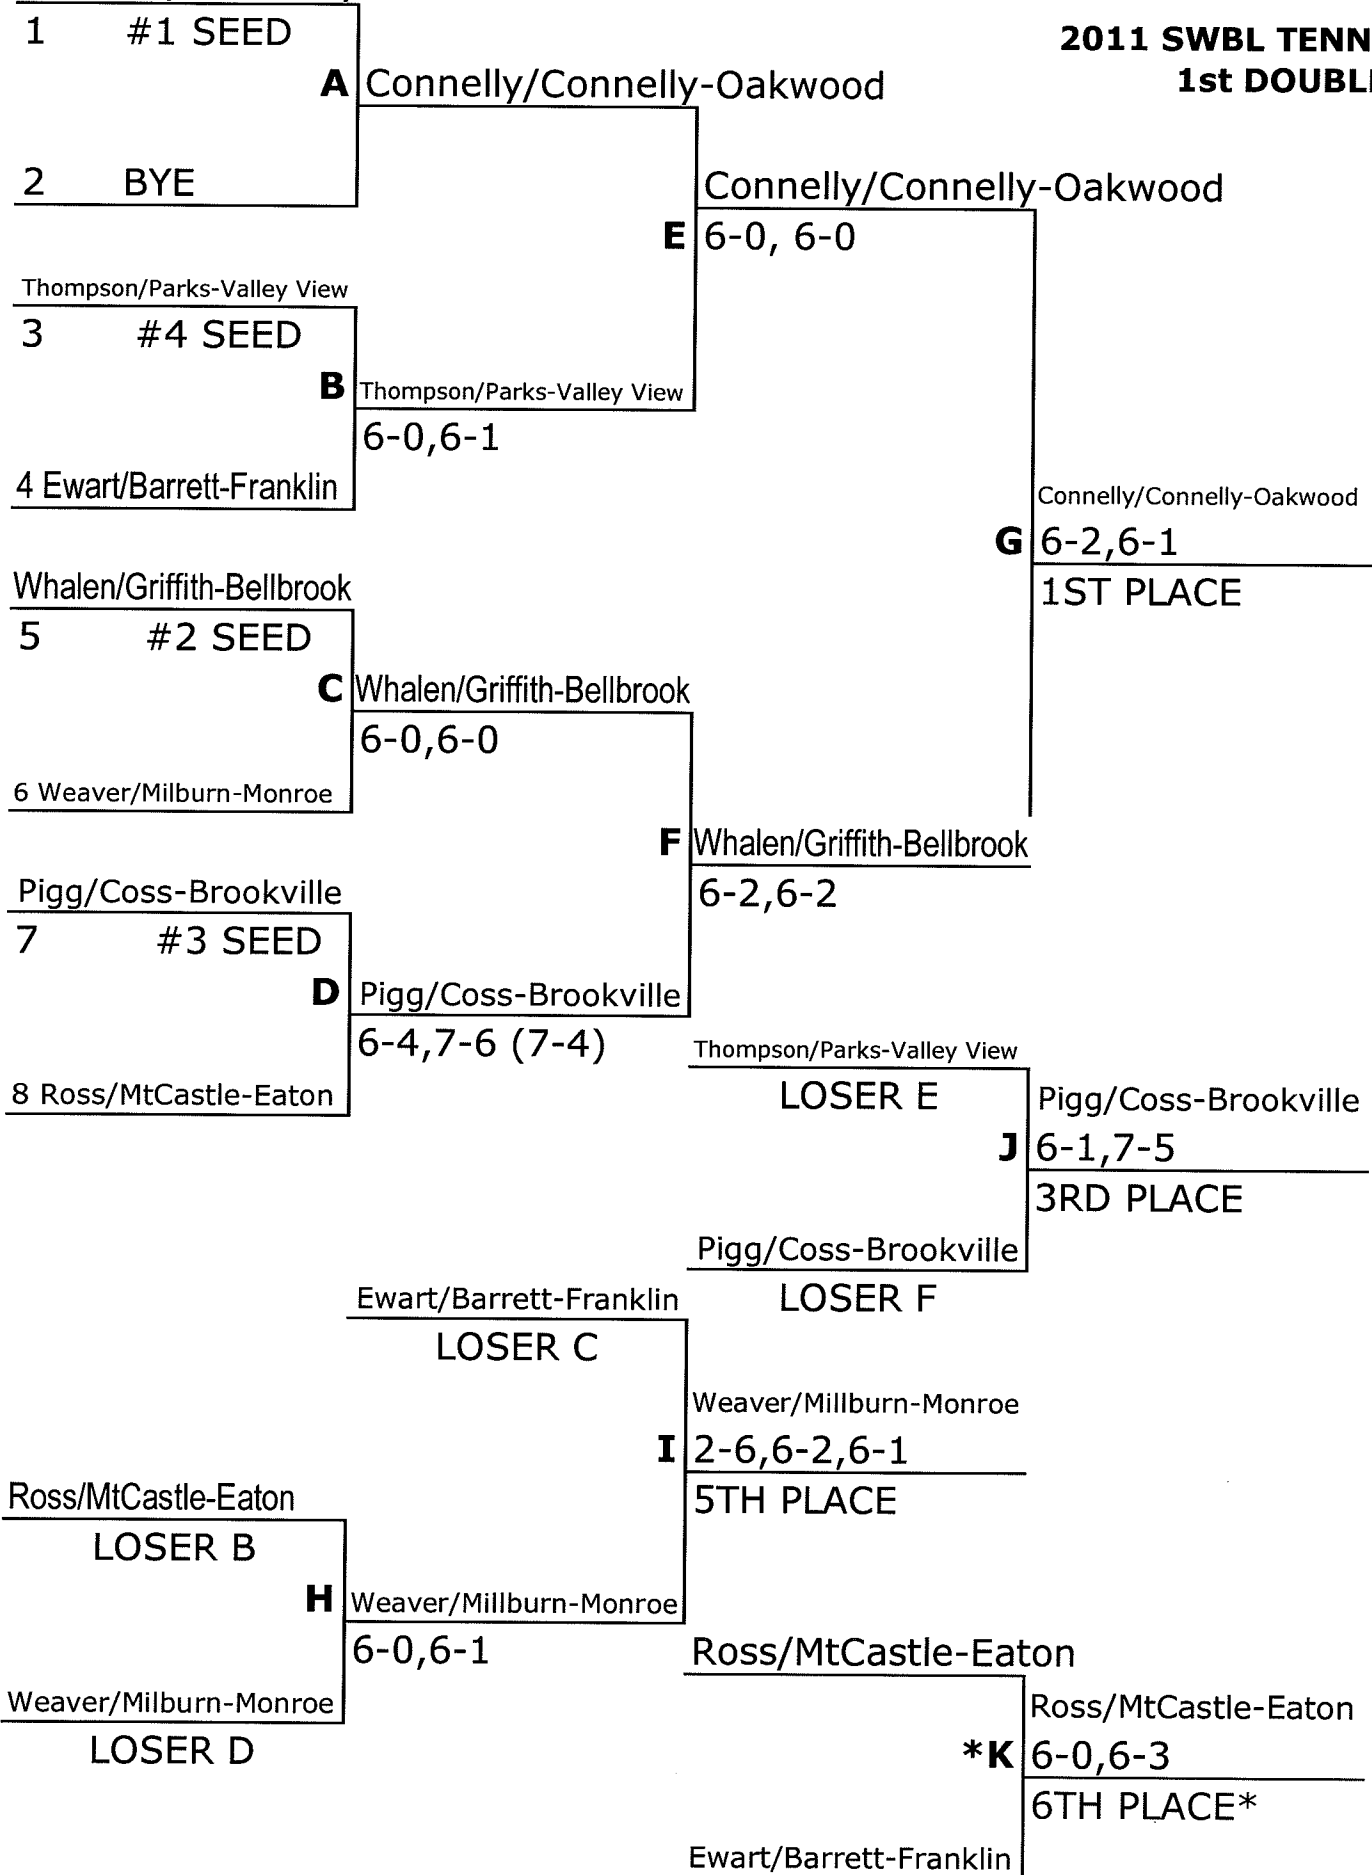 2011 SWBL TENN
1st DOUBL
1 #1 SEED
A Connelly/Connelly-Oakwood
2 BYE
Connelly/Connelly-Oakwood
E 6-0, 6-0
Thompson/Parks-Valley View
3 #4 SEED
B Thompson/Parks-Valley View
6-0,6-1
4 Ewart/Barrett-Franklin
Connelly/Connelly-Oakwood
G 6-2,6-1
1ST PLACE
Whalen/Griffith-Bellbrook
5 #2 SEED
C Whalen/Griffith-Bellbrook
6-0,6-0
6 Weaver/Milburn-Monroe
F Whalen/Griffith-Bellbrook
6-2,6-2
Pigg/Coss-Brookville
7 #3 SEED
D Pigg/Coss-Brookville
6-4,7-6 (7-4)
8 Ross/MtCastle-Eaton
Thompson/Parks-Valley View
LOSER E
Pigg/Coss-Brookville
J 6-1,7-5
3RD PLACE
Pigg/Coss-Brookville
LOSER F
Ewart/Barrett-Franklin
LOSER C
Weaver/Millburn-Monroe
I 2-6,6-2,6-1
5TH PLACE
Ross/MtCastle-Eaton
LOSER B
H Weaver/Millburn-Monroe
6-0,6-1
Weaver/Milburn-Monroe
LOSER D
Ross/MtCastle-Eaton
Ross/MtCastle-Eaton
*K 6-0,6-3
6TH PLACE*
Ewart/Barrett-Franklin